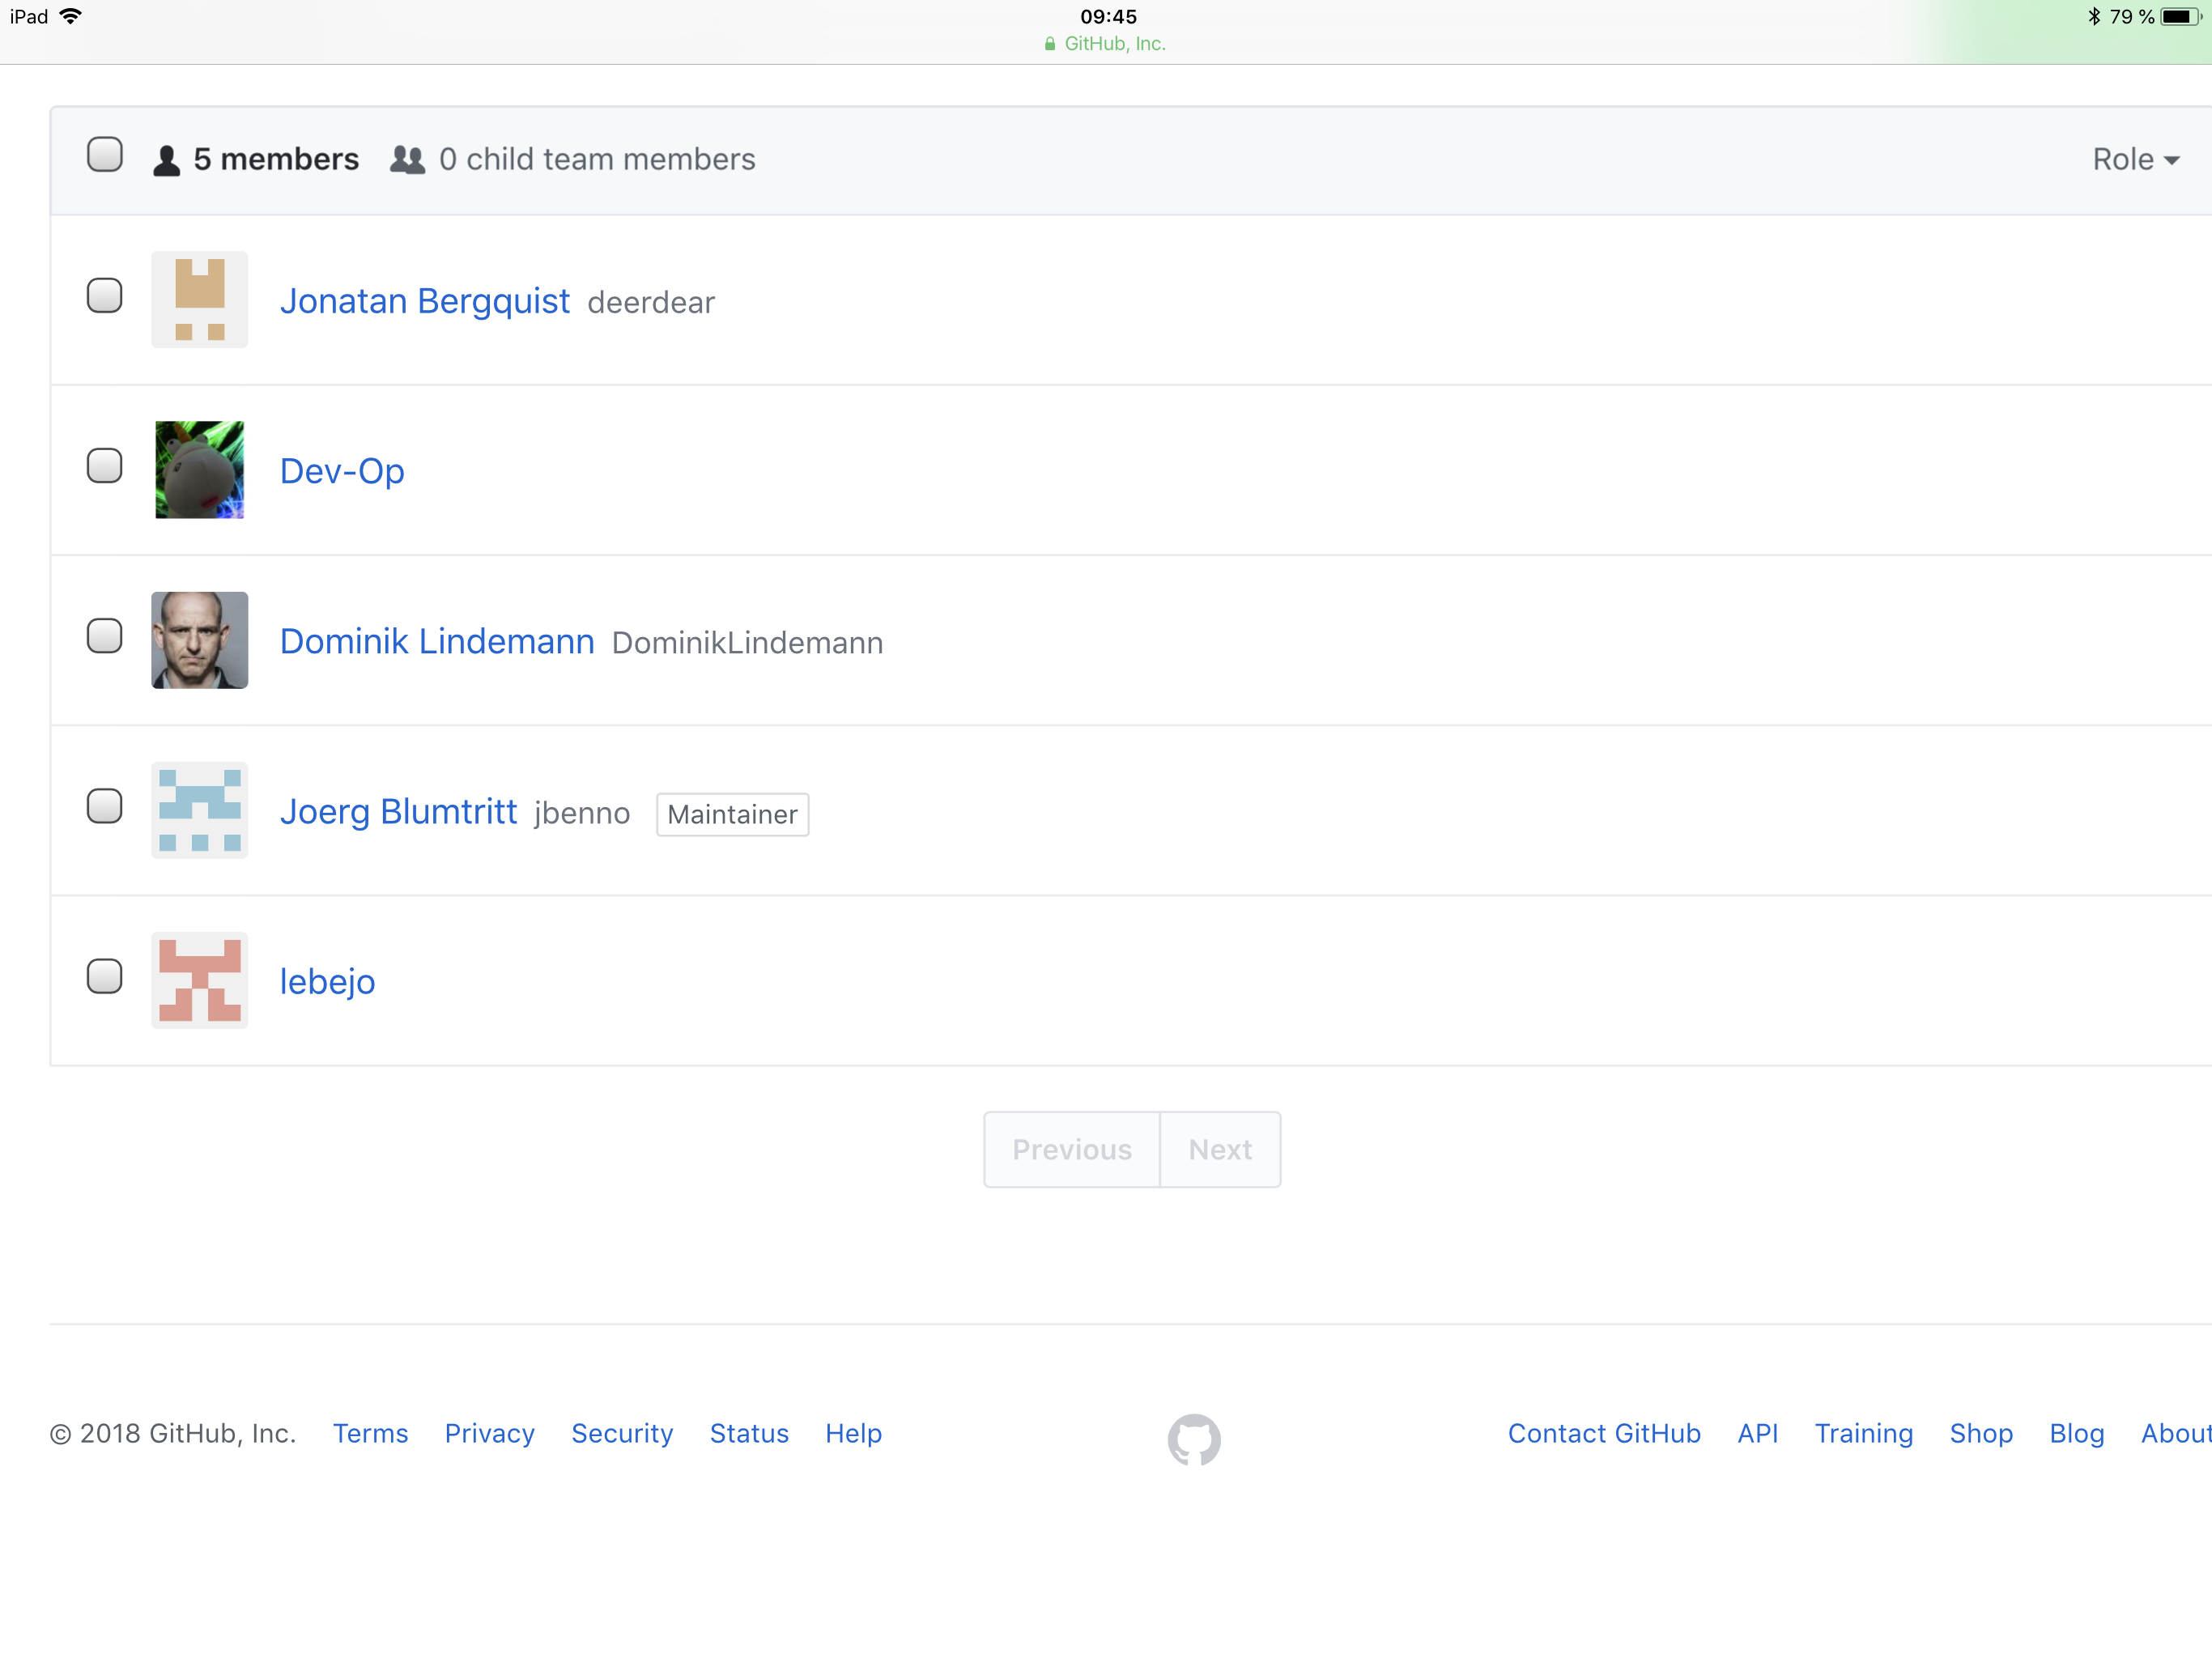 iPad 09:45 79 %
GitHub, Inc.
5 members 0 child team members Role
Jonatan Bergquist deerdear
Dev-Op
Dominik Lindemann DominikLindemann
Joerg Blumtritt jbenno Maintainer
lebejo
Previous Next
© 2018 GitHub, Inc. Terms Privacy Security Status Help Contact GitHub API Training Shop Blog About